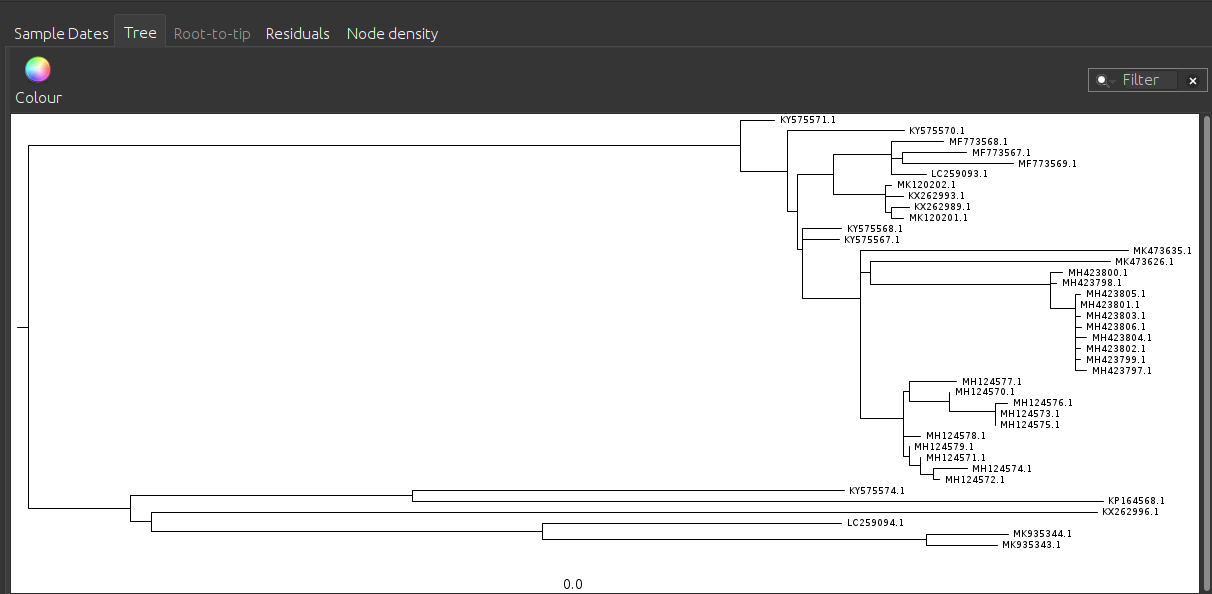 Sample Dates Tree Root-to-tip Residuals Node density
Colour
Filter
KY575571.1
KY575570.1
MF773568.1
MF773567.1
MF773569.1
LC259093.1
MK120202.1
KX262993.1
KX262989.1
MK120201.1
KY575568.1
KY575567.1
MK473635.1
MK473626.1
MH423800.1
MH423798.1
MH423805.1
MH423801.1
MH423803.1
MH423806.1
MH423804.1
MH423802.1
MH423799.1
MH423797.1
MH124577.1
MH124570.1
MH124576.1
MH124573.1
MH124575.1
MH124578.1
MH124579.1
MH124571.1
MH124574.1
MH124572.1
KY575574.1
KP164568.1
KX262996.1
LC259094.1
MK935344.1
MK935343.1
0.0